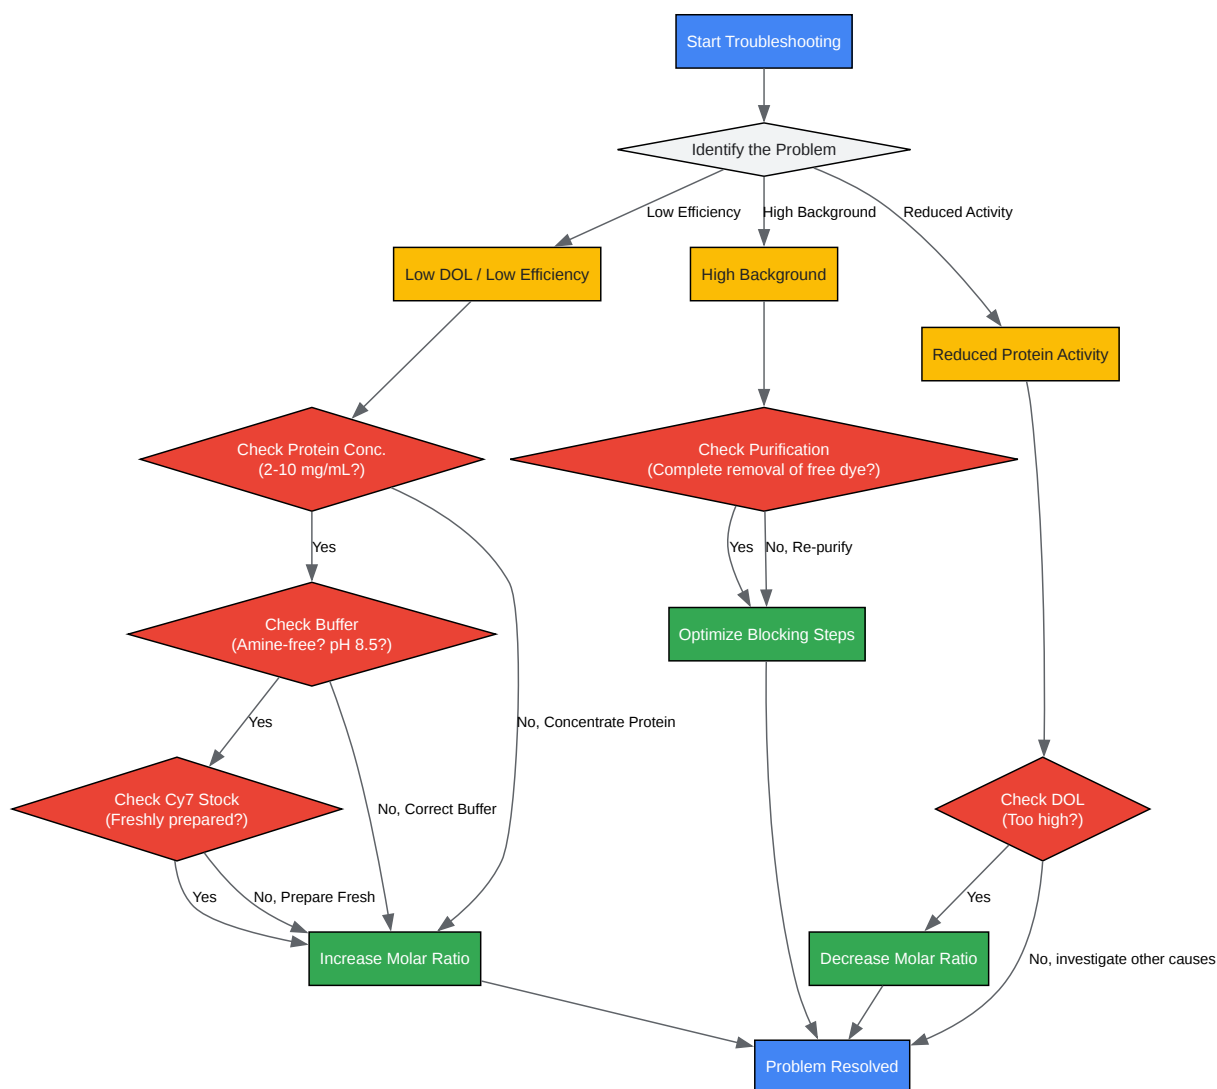 Start Troubleshooting
Identify the Problem
Low Efficiency
High Background
Reduced Activity
Low DOL / Low Efficiency
High Background
Reduced Protein Activity
Check Protein Conc.
(2-10 mg/mL?)
Check Purification
(Complete removal of free dye?)
Yes
Yes
No, Re-purify
Check Buffer
(Amine-free? pH 8.5?)
Optimize Blocking Steps
Yes
No, Concentrate Protein
Check Cy7 Stock
(Freshly prepared?)
No, Correct Buffer
Check DOL
(Too high?)
Yes
No, Prepare Fresh
Yes
Increase Molar Ratio
Decrease Molar Ratio
No, investigate other causes
Problem Resolved